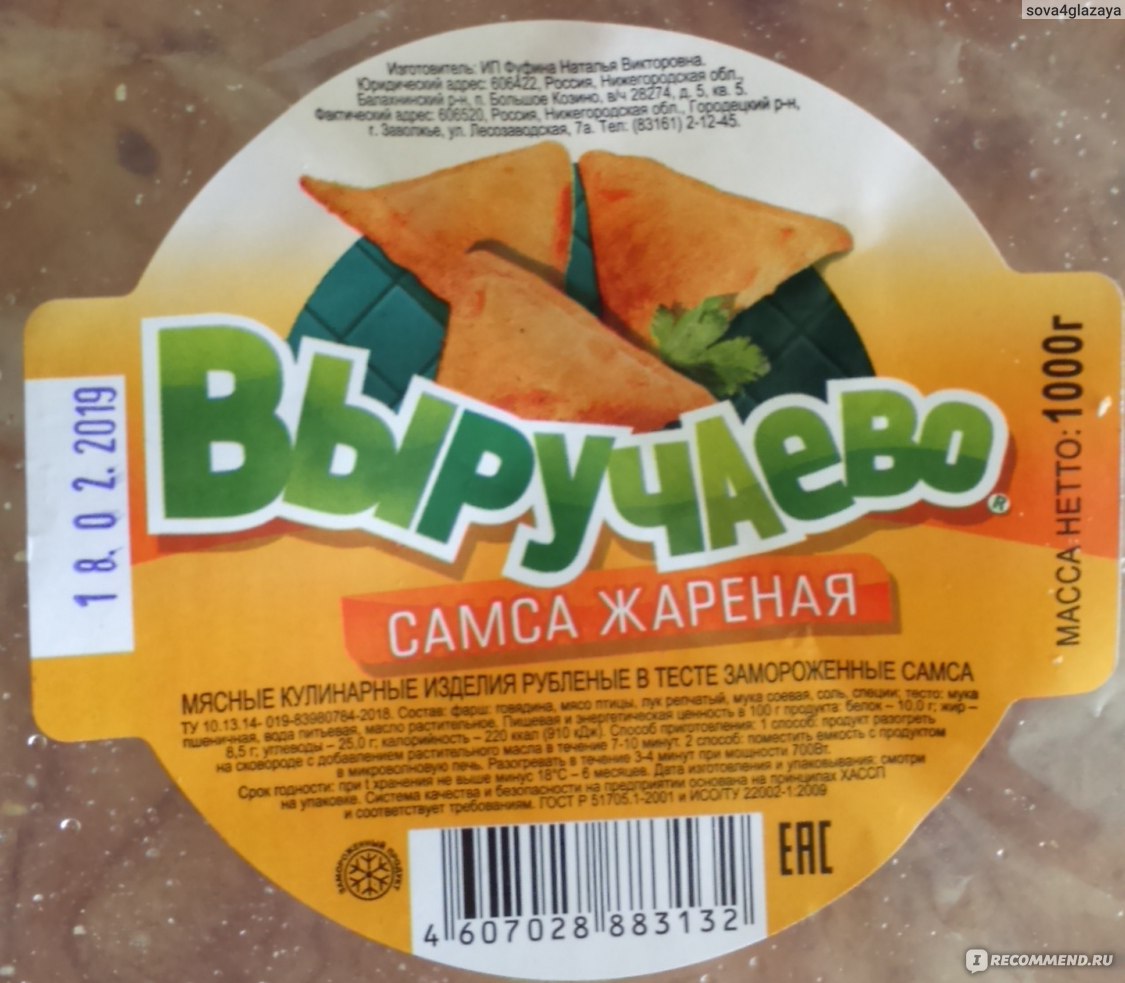 sova4glazaya
Изготовитель: ИП Фуфина Наталья Викторовна.
Юридический адрес: 606422, Россия, Нижегородская обл.,
Балахнинский р-н, п. Большое Козино, в/ч 28274, д. 5, кв. 5.
Фактический адрес: 606520, Россия, Нижегородская обл., Городецкий р-н,
г. Заволжье, ул. Лесозаводская, 7а. Тел: (83161) 2-12-45.
ВЫРУЧАЕВО®
САМСА ЖАРЕНАЯ
18.02.2019
МАССА НЕТТО: 1000г
МЯСНЫЕ КУЛИНАРНЫЕ ИЗДЕЛИЯ РУБЛЕНЫЕ В ТЕСТЕ ЗАМОРОЖЕННЫЕ САМСА
ТУ 10.13.14- 019-83980784-2018. Состав: фарш: говядина, мясо птицы, лук репчатый, мука соевая, соль, специи; тесто: мука
пшеничная, вода питьевая, масло растительное. Пищевая и энергетическая ценность в 100 г продукта: белок – 10,0 г; жир –
8,5 г; углеводы – 25,0 г; калорийность – 220 ккал (910 кДж). Способ приготовления: 1 способ: продукт разогреть
на сковороде с добавлением растительного масла в течение 7-10 минут. 2 способ: поместить емкость с продуктом
в микроволновую печь. Разогревать в течение 3-4 минут при мощности 700Вт.
Срок годности: при t хранения не выше минус 18°С – 6 месяцев. Дата изготовления и упаковывания: смотри
на упаковке. Система качества и безопасности на предприятии основана на принципах ХАССП
и соответствует требованиям. ГОСТ Р 51705.1-2001 и ИСО/ТУ 22002-1:2009
ЗАМОРОЖЕННЫЙ ПРОДУКТ
EAC
4 607028 883132
IRECOMMEND.RU